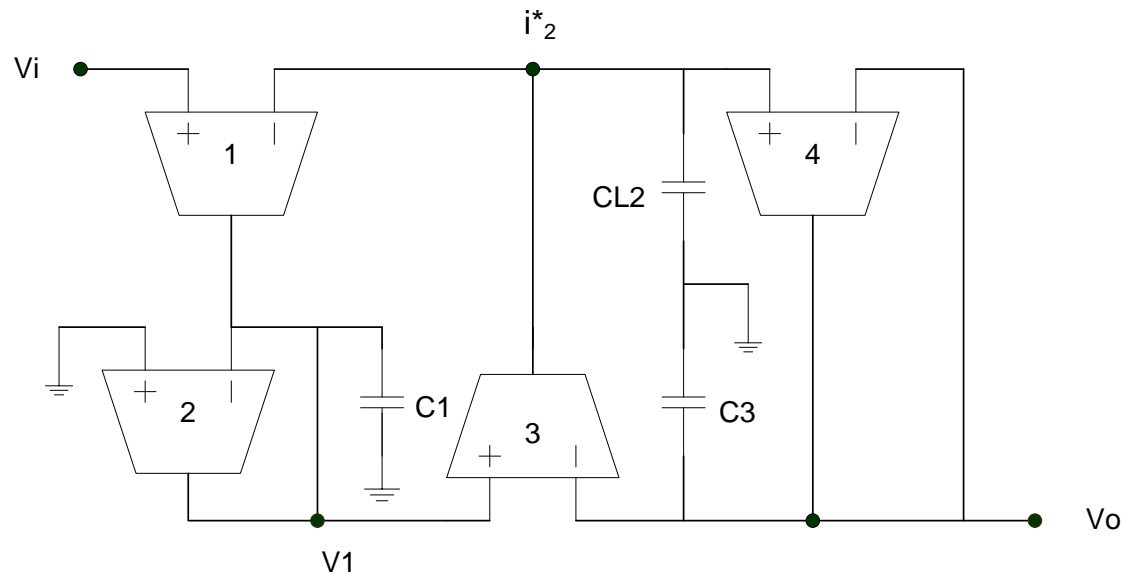 i*2
Vi
+ − 1
+ − 4
CL2
+ − 2
C1
+ − 3
C3
Vo
V1